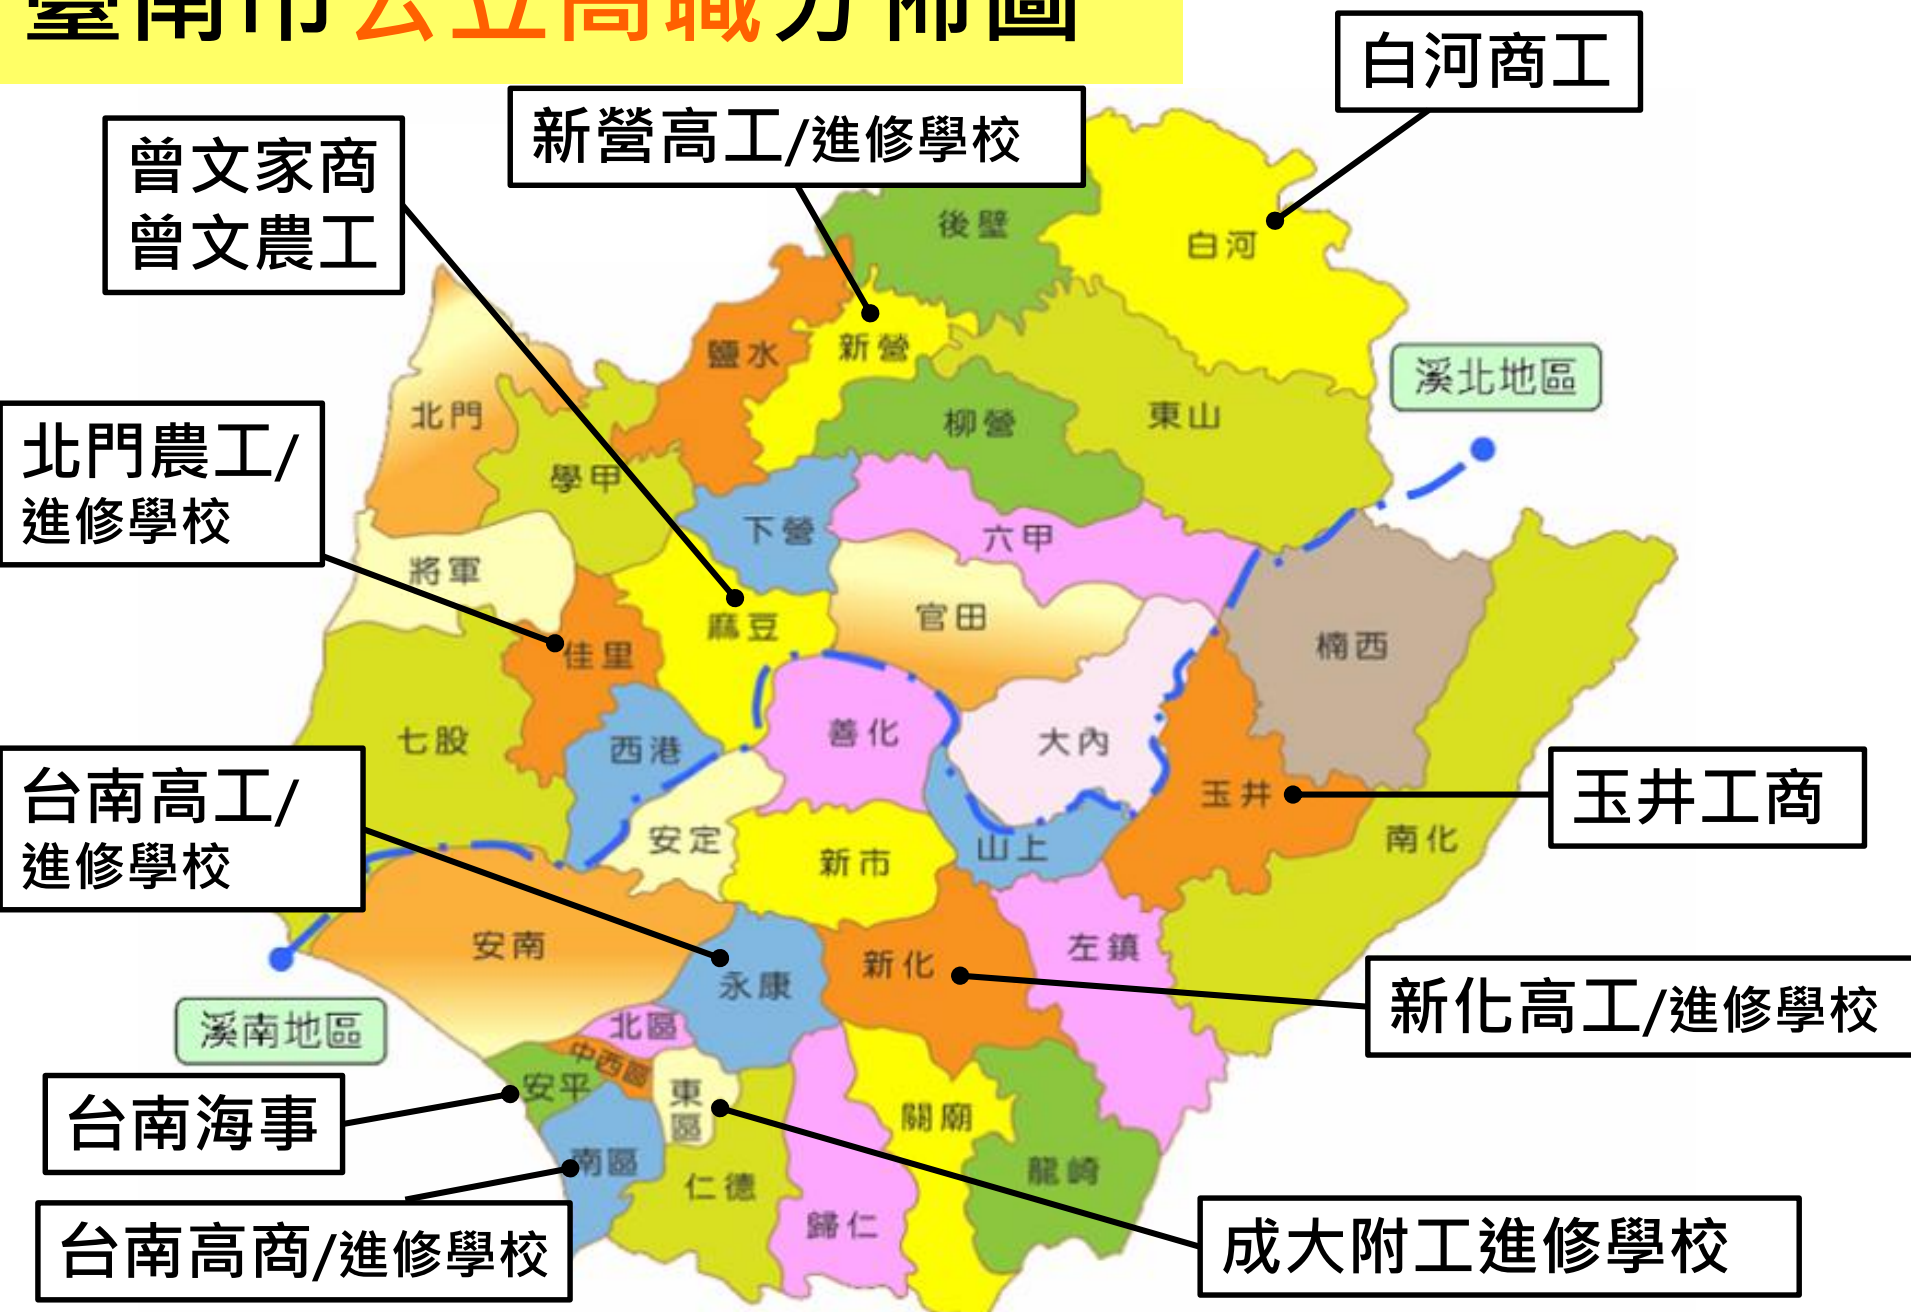 臺南市公立高職分佈圖
白河商工
新營高工/進修學校
曾文家商
曾文農工
後壁
白河
鹽水
新營
溪北地區
北門
柳營
東山
北門農工/
進修學校
學甲
下營
六甲
將軍
官田
麻豆
佳里
楠西
七股
西港
善化
大內
台南高工/
進修學校
玉井
玉井工商
安定
新市
山上
南化
安南
永康
新化
左鎮
新化高工/進修學校
溪南地區
北區
中西區
安平
東
區
台南海事
關廟
南區
仁德
龍崎
歸仁
台南高商/進修學校
成大附工進修學校